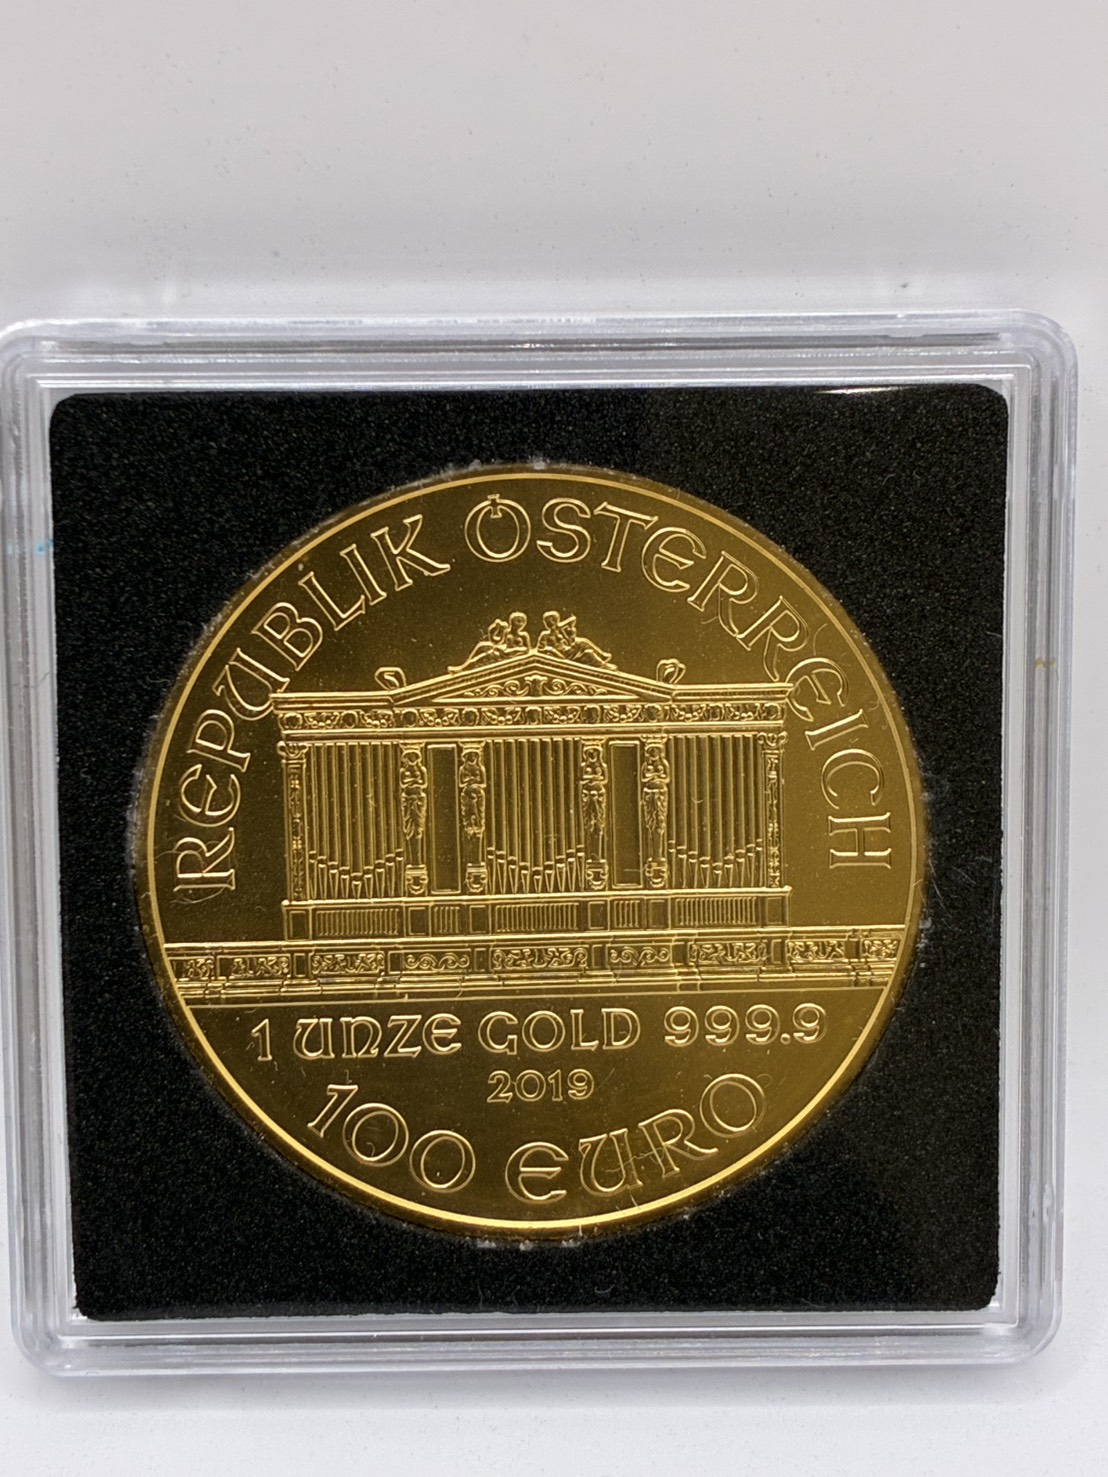 REPUBLIK ÖSTERREICH
1 UNZE GOLD 999.9
2019
100 EURO